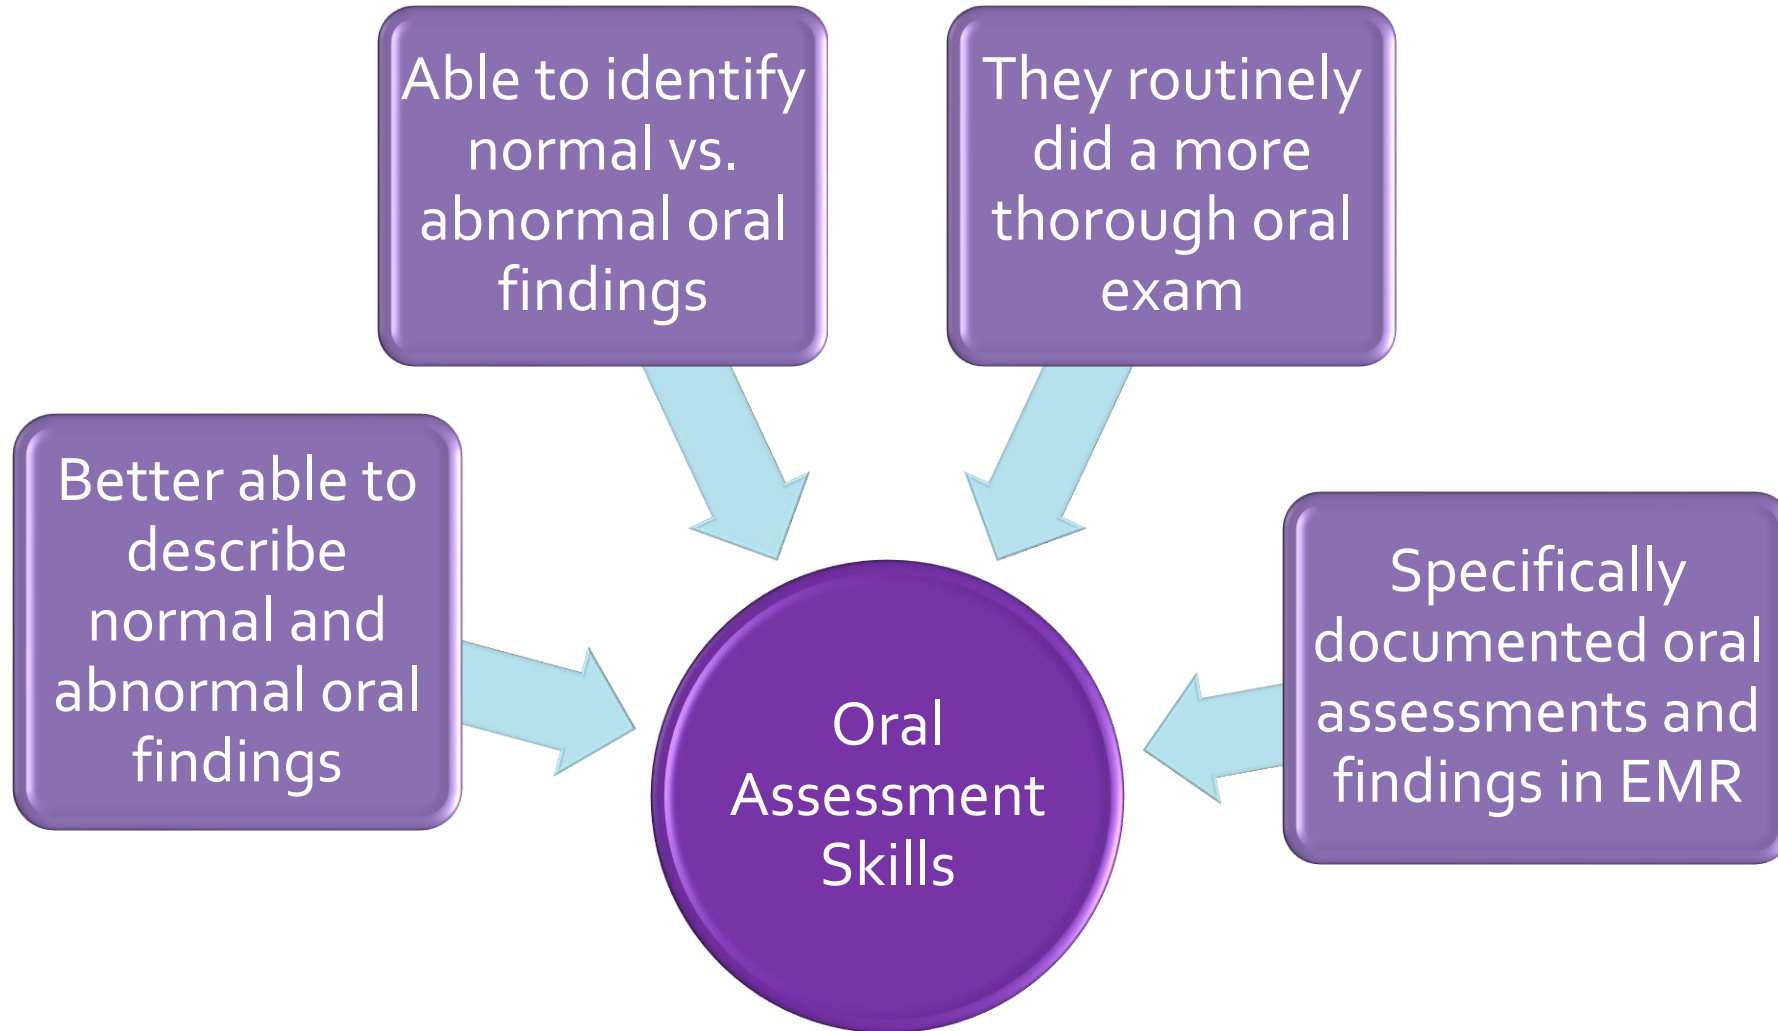 Able to identify
normal vs.
abnormal oral
findings
They routinely
did a more
thorough oral
exam
Better able to
describe
normal and
abnormal oral
findings
Specifically
documented oral
assessments and
findings in EMR
Oral
Assessment
Skills